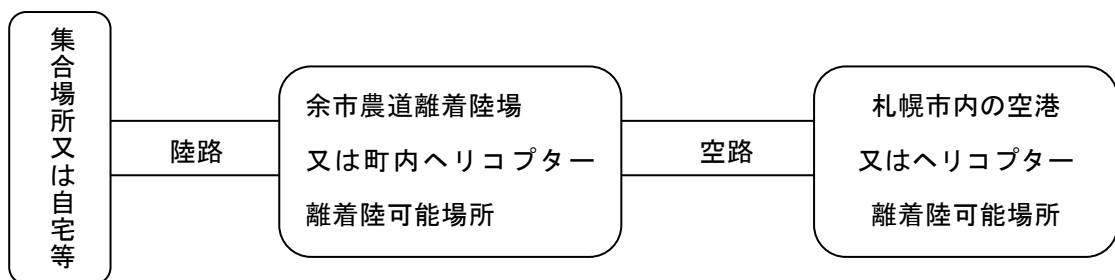 集合場所又は自宅等
陸路
余市農道離着陸場
又は町内ヘリコプター
離着陸可能場所
空路
札幌市内の空港
又はヘリコプター
離着陸可能場所